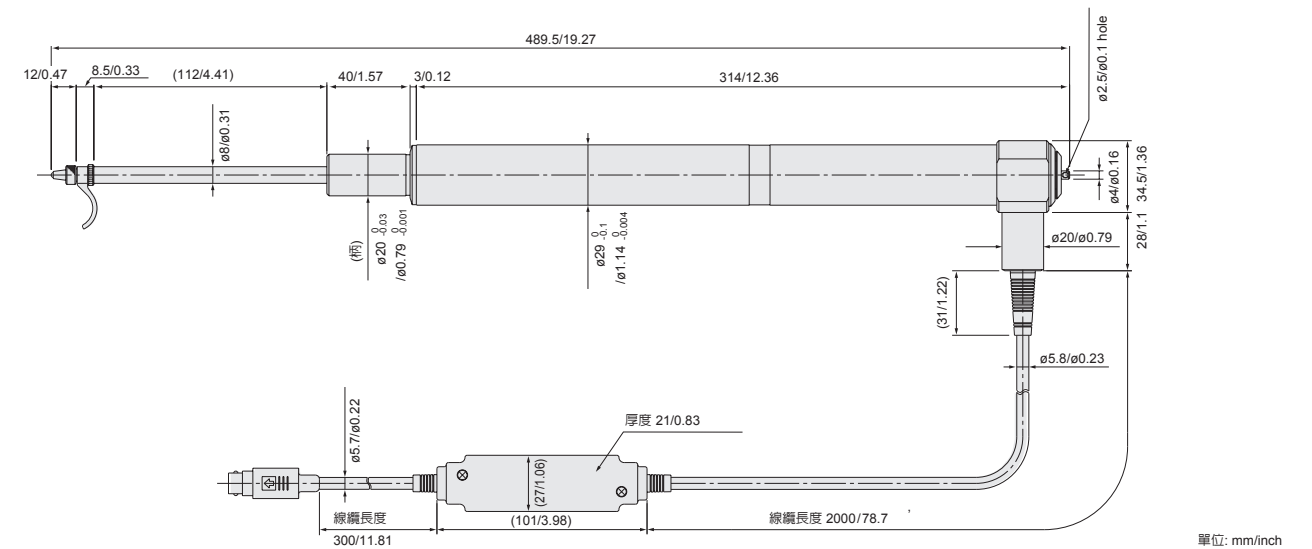 489.5/19.27
12/0.47
8.5/0.33
(112/4.41)
40/1.57
3/0.12
314/12.36
ø2.5/ø0.1 hole
ø8/ø0.31
ø4/ø0.16
34.5/1.36
(柄)
ø20 0 -0.03
/ø0.79 0 -0.001
ø29 0 -0.1
/ø1.14 0 -0.004
ø20/ø0.79
28/1.1
(31/1.22)
ø5.8/ø0.23
ø5.7/ø0.22
厚度 21/0.83
(27/1.06)
線纜長度
300/11.81
(101/3.98)
線纜長度 2000/78.7
單位: mm/inch